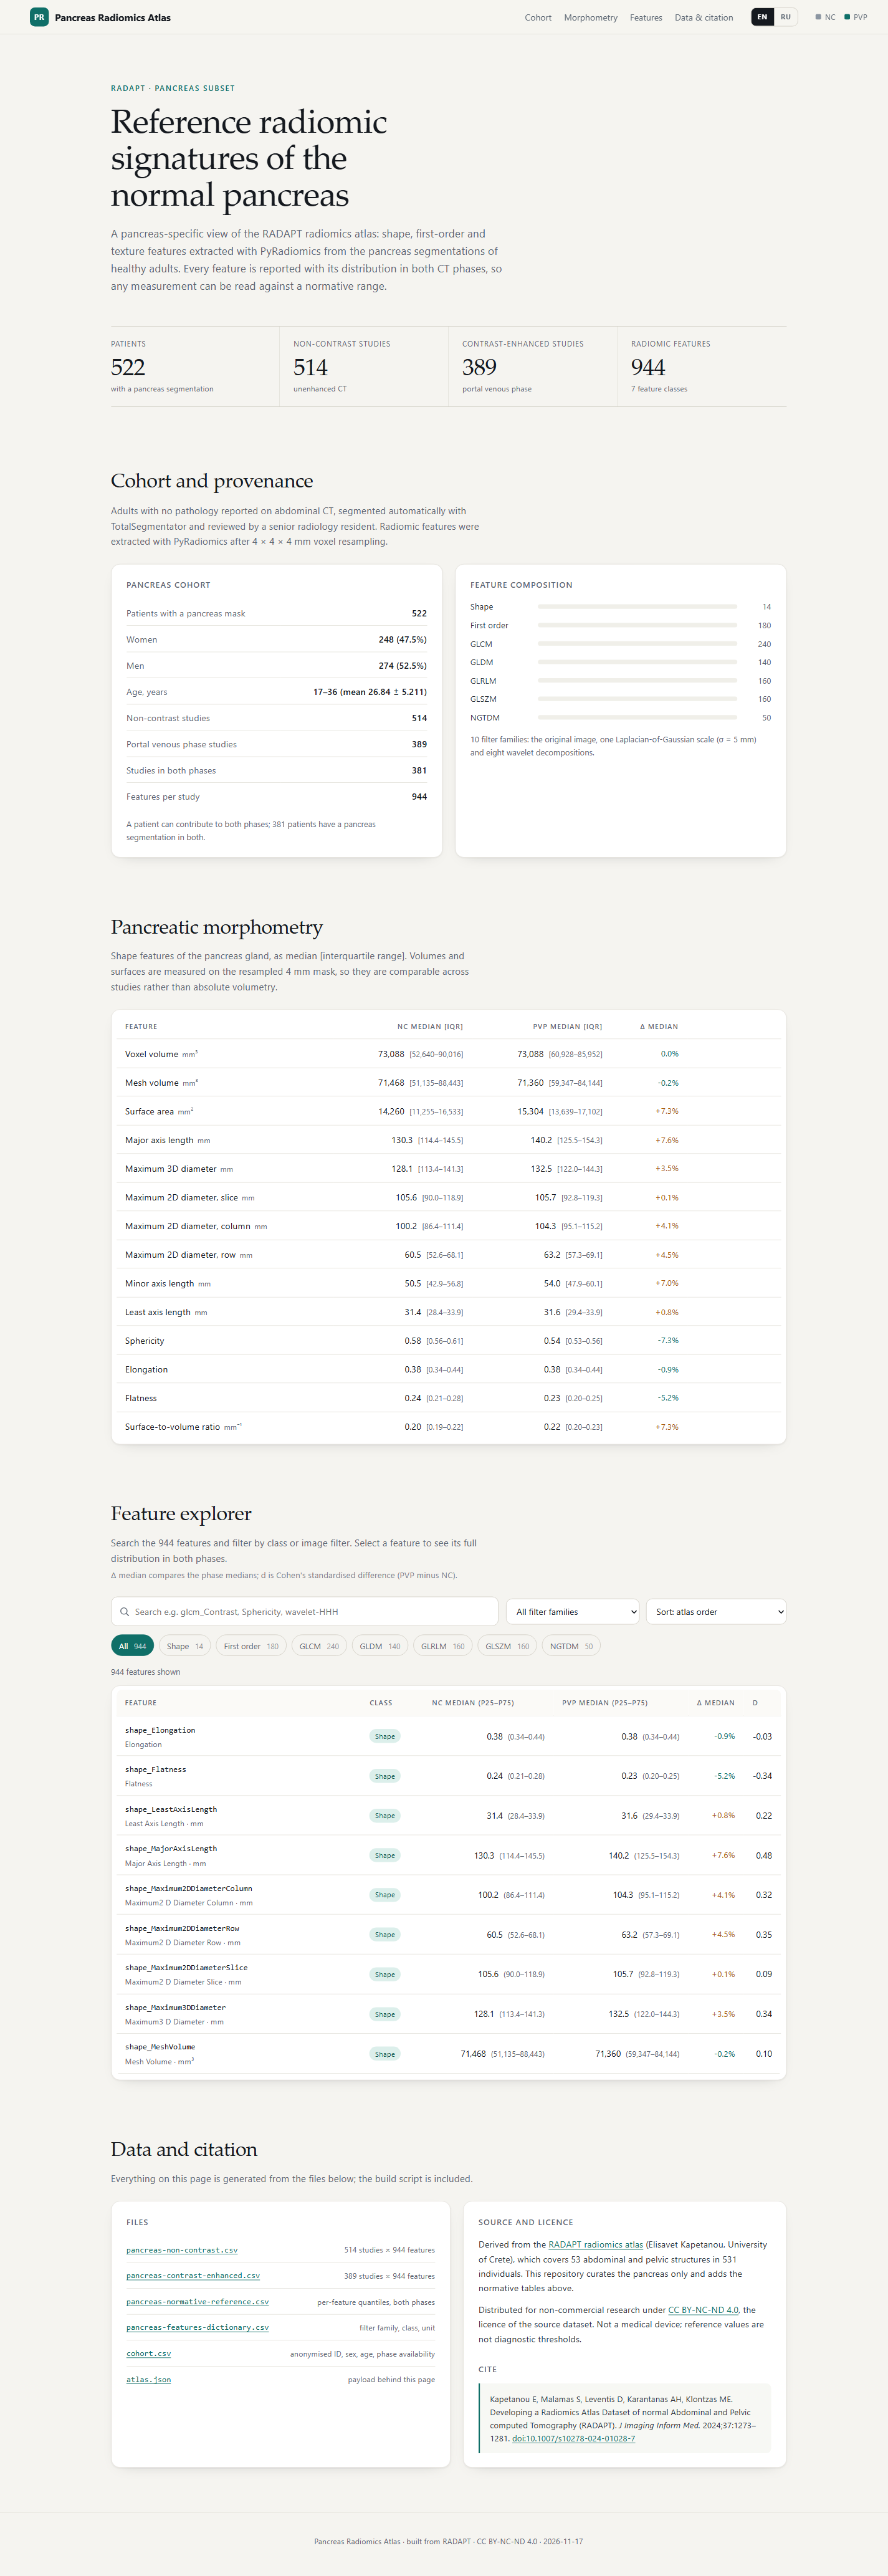 PR Pancreas Radiomics Atlas Cohort Morphometry Features Data & citation EN RU NC PVP
RADAPT · PANCREAS SUBSET
Reference radiomic
signatures of the
normal pancreas
A pancreas-specific view of the RADAPT radiomics atlas: shape, first-order and
texture features extracted with PyRadiomics from the pancreas segmentations of
healthy adults. Every feature is reported with its distribution in both CT phases, so
any measurement can be read against a normative range.
PATIENTS NON-CONTRAST STUDIES CONTRAST-ENHANCED STUDIES RADIOMIC FEATURES
522 514 389 944
with a pancreas segmentation unenhanced CT portal venous phase 7 feature classes
Cohort and provenance
Adults with no pathology reported on abdominal CT, segmented automatically with
TotalSegmentator and reviewed by a senior radiology resident. Radiomic features were
extracted with PyRadiomics after 4 × 4 × 4 mm voxel resampling.
PANCREAS COHORT
Patients with a pancreas mask 522
Women 248 (47.5%)
Men 274 (52.5%)
Age, years 17–36 (mean 26.84 ± 5.211)
Non-contrast studies 514
Portal venous phase studies 389
Studies in both phases 381
Features per study 944
A patient can contribute to both phases; 381 patients have a pancreas
segmentation in both.
FEATURE COMPOSITION
Shape 14
First order 180
GLCM 240
GLDM 140
GLRLM 160
GLSZM 160
NGTDM 50
10 filter families: the original image, one Laplacian-of-Gaussian scale (σ = 5 mm)
and eight wavelet decompositions.
Pancreatic morphometry
Shape features of the pancreas gland, as median [interquartile range]. Volumes and
surfaces are measured on the resampled 4 mm mask, so they are comparable across
studies rather than absolute volumetry.
FEATURE NC MEDIAN [IQR] PVP MEDIAN [IQR] Δ MEDIAN
Voxel volume mm³ 73,088 [52,640–90,016] 73,088 [60,928–85,952] 0.0%
Mesh volume mm³ 71,468 [51,135–88,443] 71,360 [59,347–84,144] -0.2%
Surface area mm² 14,260 [11,255–16,533] 15,304 [13,639–17,102] +7.3%
Major axis length mm 130.3 [114.4–145.5] 140.2 [125.5–154.3] +7.6%
Maximum 3D diameter mm 128.1 [113.4–141.3] 132.5 [122.0–144.3] +3.5%
Maximum 2D diameter, slice mm 105.6 [90.0–118.9] 105.7 [92.8–119.3] +0.1%
Maximum 2D diameter, column mm 100.2 [86.4–111.4] 104.3 [95.1–115.2] +4.1%
Maximum 2D diameter, row mm 60.5 [52.6–68.1] 63.2 [57.3–69.1] +4.5%
Minor axis length mm 50.5 [42.9–56.8] 54.0 [47.9–60.1] +7.0%
Least axis length mm 31.4 [28.4–33.9] 31.6 [29.4–33.9] +0.8%
Sphericity 0.58 [0.56–0.61] 0.54 [0.53–0.56] -7.3%
Elongation 0.38 [0.34–0.44] 0.38 [0.34–0.44] -0.9%
Flatness 0.24 [0.21–0.28] 0.23 [0.20–0.25] -5.2%
Surface-to-volume ratio mm⁻¹ 0.20 [0.19–0.22] 0.22 [0.20–0.23] +7.3%
Feature explorer
Search the 944 features and filter by class or image filter. Select a feature to see its full
distribution in both phases.
Δ median compares the phase medians; d is Cohen's standardised difference (PVP minus NC).
Search e.g. glcm_Contrast, Sphericity, wavelet-HHH All filter families Sort: atlas order
All 944 Shape 14 First order 180 GLCM 240 GLDM 140 GLRLM 160 GLSZM 160 NGTDM 50
944 features shown
FEATURE CLASS NC MEDIAN (P25–P75) PVP MEDIAN (P25–P75) Δ MEDIAN D
shape_Elongation
Elongation Shape 0.38 (0.34–0.44) 0.38 (0.34–0.44) -0.9% -0.03
shape_Flatness
Flatness Shape 0.24 (0.21–0.28) 0.23 (0.20–0.25) -5.2% -0.34
shape_LeastAxisLength
Least Axis Length · mm Shape 31.4 (28.4–33.9) 31.6 (29.4–33.9) +0.8% 0.22
shape_MajorAxisLength
Major Axis Length · mm Shape 130.3 (114.4–145.5) 140.2 (125.5–154.3) +7.6% 0.48
shape_Maximum2DDiameterColumn
Maximum2 D Diameter Column · mm Shape 100.2 (86.4–111.4) 104.3 (95.1–115.2) +4.1% 0.32
shape_Maximum2DDiameterRow
Maximum2 D Diameter Row · mm Shape 60.5 (52.6–68.1) 63.2 (57.3–69.1) +4.5% 0.35
shape_Maximum2DDiameterSlice
Maximum2 D Diameter Slice · mm Shape 105.6 (90.0–118.9) 105.7 (92.8–119.3) +0.1% 0.09
shape_Maximum3DDiameter
Maximum3 D Diameter · mm Shape 128.1 (113.4–141.3) 132.5 (122.0–144.3) +3.5% 0.34
shape_MeshVolume
Mesh Volume · mm³ Shape 71,468 (51,135–88,443) 71,360 (59,347–84,144) -0.2% 0.10
Data and citation
Everything on this page is generated from the files below; the build script is included.
FILES
pancreas-non-contrast.csv 514 studies × 944 features
pancreas-contrast-enhanced.csv 389 studies × 944 features
pancreas-normative-reference.csv per-feature quantiles, both phases
pancreas-features-dictionary.csv filter family, class, unit
cohort.csv anonymised ID, sex, age, phase availability
atlas.json payload behind this page
SOURCE AND LICENCE
Derived from the RADAPT radiomics atlas (Elisavet Kapetanou, University
of Crete), which covers 53 abdominal and pelvic structures in 531
individuals. This repository curates the pancreas only and adds the
normative tables above.
Distributed for non-commercial research under CC BY-NC-ND 4.0, the
licence of the source dataset. Not a medical device; reference values are
not diagnostic thresholds.
CITE
Kapetanou E, Malamas S, Leventis D, Karantanas AH, Klontzas ME.
Developing a Radiomics Atlas Dataset of normal Abdominal and Pelvic
computed Tomography (RADAPT). J Imaging Inform Med. 2024;37:1273–
1281. doi:10.1007/s10278-024-01028-7
Pancreas Radiomics Atlas · built from RADAPT · CC BY-NC-ND 4.0 · 2026-11-17